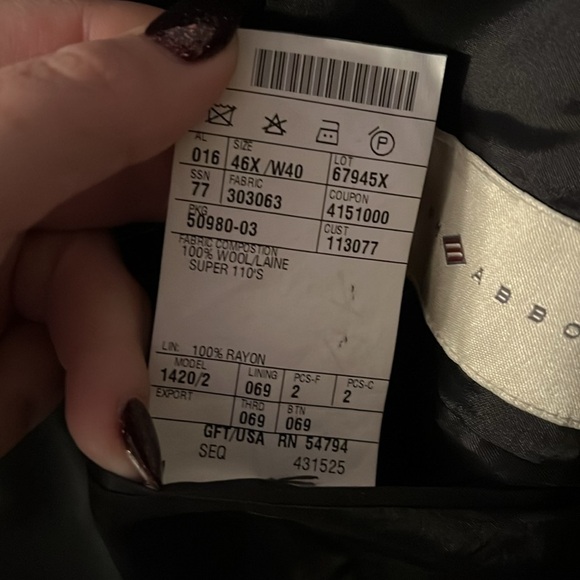 AL SIZE LOT
016 46X /W40 67945X
SSN FABRIC COUPON
77 303063 4151000
PKG CUST
50980-03 113077
FABRIC COMPOSTION
100% WOOL/LAINE
SUPER 110'S
LIN: 100% RAYON
MODEL LINING PCS-F PCS-C
1420/2 069 2 2
EXPORT THRD BTN
069 069
GFT/USA RN 54794
SEQ 431525
P
ABBO